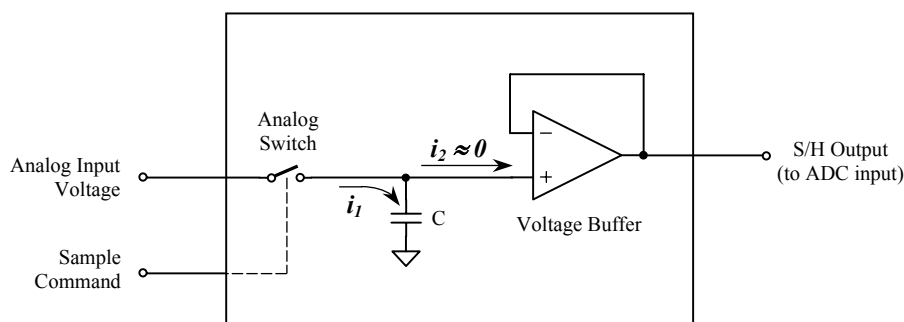 Analog
Switch
i2 ≈ 0
−
+
S/H Output
(to ADC input)
Analog Input
Voltage
i1
C
Voltage Buffer
Sample
Command